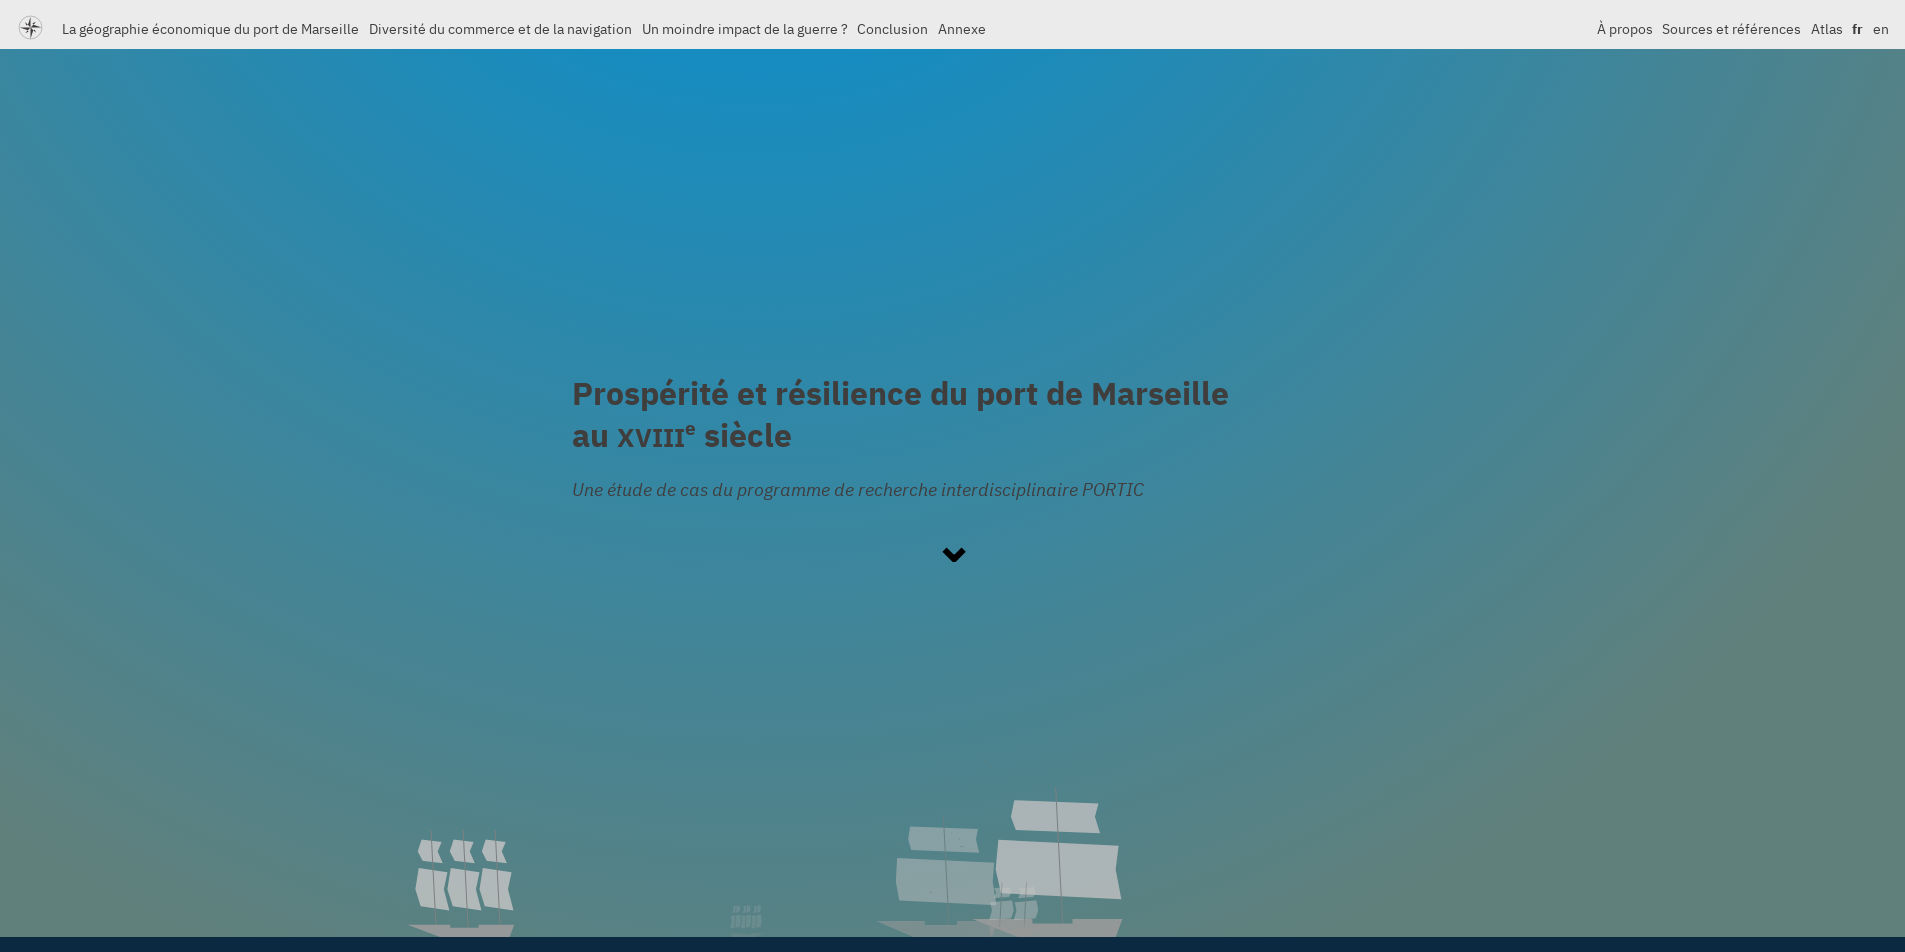 La géographie économique du port de Marseille Diversité du commerce et de la navigation Un moindre impact de la guerre ? Conclusion Annexe À propos Sources et références Atlas fr en
Prospérité et résilience du port de Marseille
au XVIIIe siècle
Une étude de cas du programme de recherche interdisciplinaire PORTIC